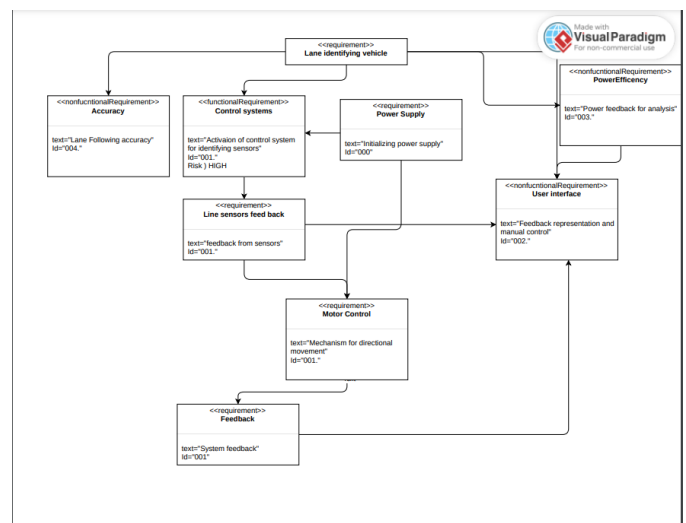 Made with
VisualParadigm
For non-commercial use
<<requirement>>
Lane identifying vehicle
<<nonfucntionalRequirement>>
PowerEfficency
text="Power feedback for analysis"
Id="003."
<<nonfucntionalRequirement>>
Accuracy
text="Lane Following accuracy"
Id="004."
<<functionalRequirement>>
Control systems
text="Activaion of conttrol system
for identifying sensors"
Id="001."
Risk ) HIGH
<<requirement>>
Power Supply
text="Initializing power supply"
Id="000"
<<nonfucntionalRequirement>>
User interface
text="Feedback representation and
manual control"
Id="002."
<<requirement>>
Line sensors feed back
text="feedback from sensors"
Id="001."
<<requirement>>
Motor Control
text="Mechanism for directional
movement"
Id="001."
<<requirement>>
Feedback
text="System feedback"
Id="001"